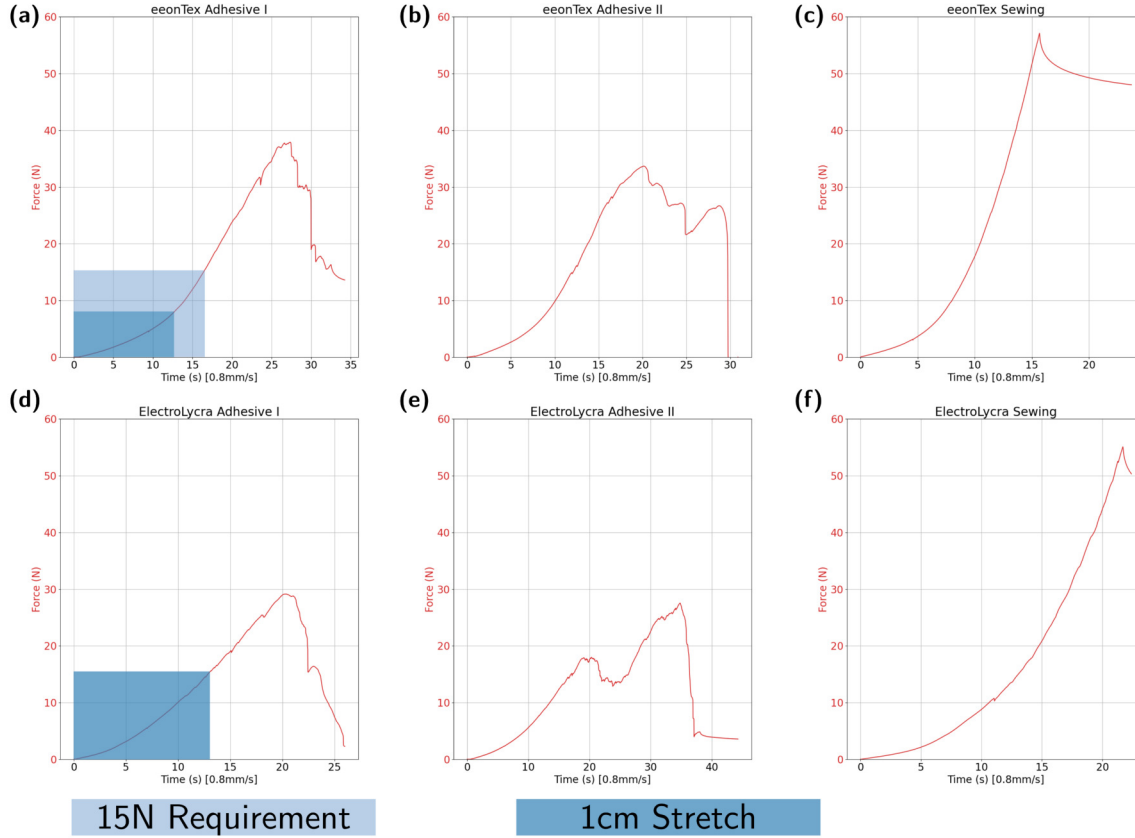 (a)
eeonTex Adhesive I
60
50
40
30
20
10
0
Force (N)
0 5 10 15 20 25 30 35
Time (s) [0.8mm/s]
(b)
eeonTex Adhesive II
60
50
40
30
20
10
0
Force (N)
0 5 10 15 20 25 30
Time (s) [0.8mm/s]
(c)
eeonTex Sewing
60
50
40
30
20
10
0
Force (N)
0 5 10 15 20
Time (s) [0.8mm/s]
(d)
ElectroLycra Adhesive I
60
50
40
30
20
10
0
Force (N)
0 5 10 15 20 25
Time (s) [0.8mm/s]
(e)
ElectroLycra Adhesive II
60
50
40
30
20
10
0
Force (N)
0 10 20 30 40
Time (s) [0.8mm/s]
(f)
ElectroLycra Sewing
60
50
40
30
20
10
0
Force (N)
0 5 10 15 20
Time (s) [0.8mm/s]
15N Requirement
1cm Stretch